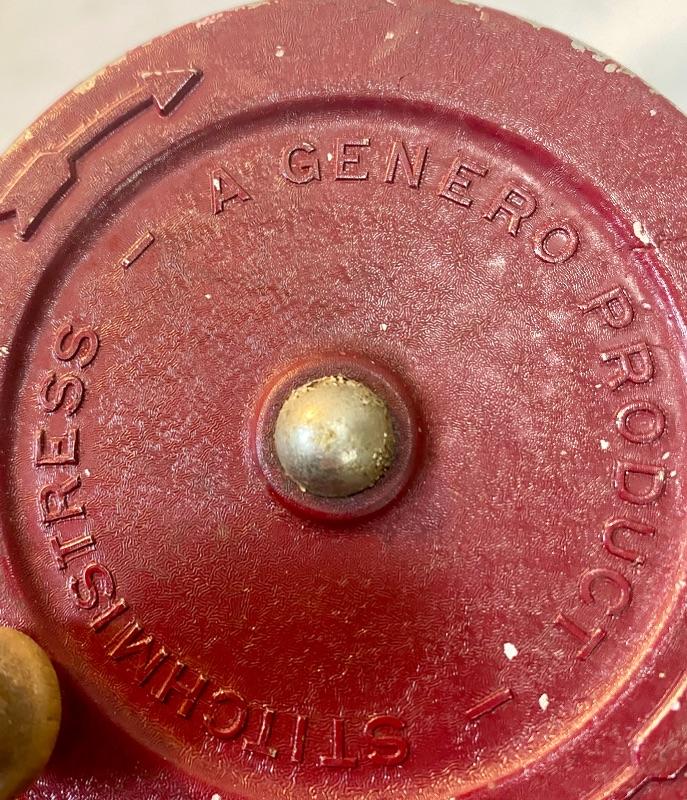 STITCHMISTRESS — A GENERO PRODUCT —